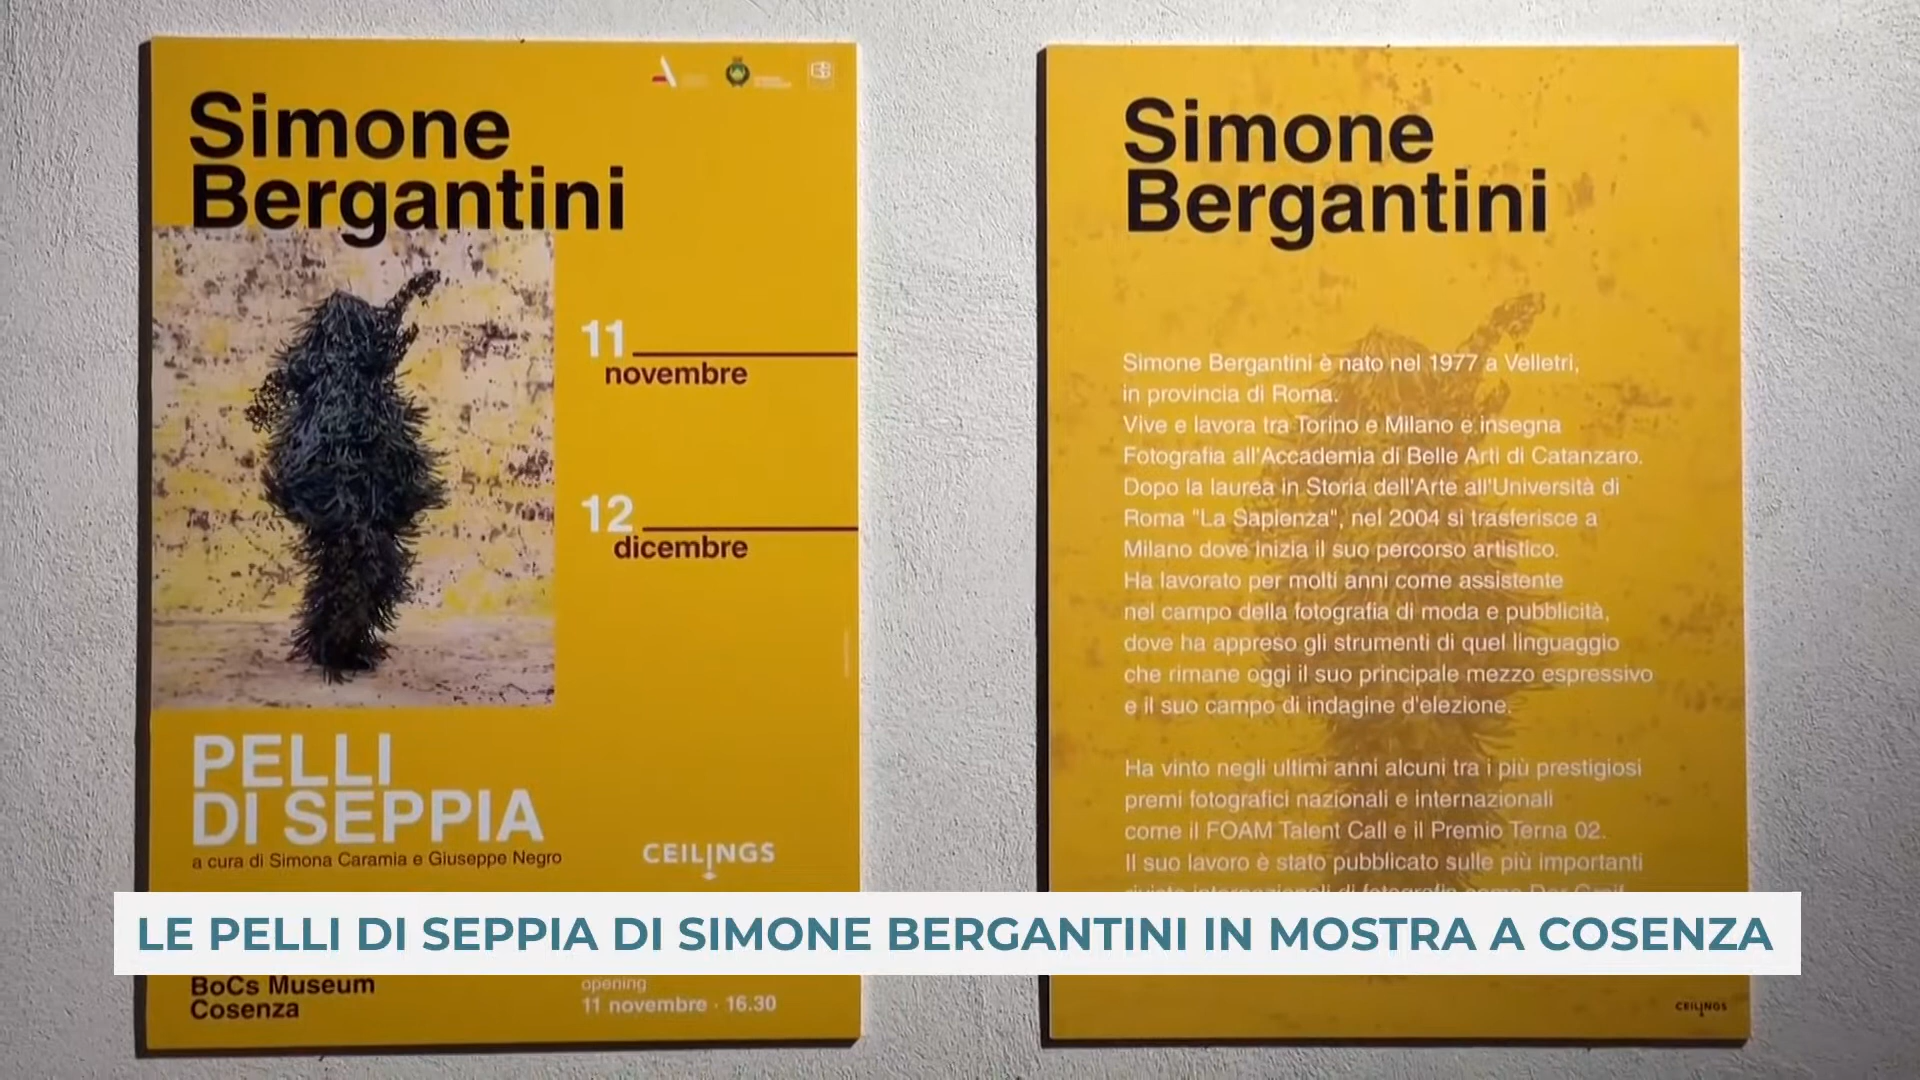 Simone
Bergantini
11
novembre
12
dicembre
PELLI
DI SEPPIA
a cura di Simona Caramia e Giuseppe Negro
CEILINGS
BoCs Museum
Cosenza
opening
11 novembre · 16.30
Simone
Bergantini
Simone Bergantini è nato nel 1977 a Velletri,
in provincia di Roma.
Vive e lavora tra Torino e Milano e insegna
Fotografia all'Accademia di Belle Arti di Catanzaro.
Dopo la laurea in Storia dell'Arte all'Università di
Roma "La Sapienza", nel 2004 si trasferisce a
Milano dove inizia il suo percorso artistico.
Ha lavorato per molti anni come assistente
nel campo della fotografia di moda e pubblicità,
dove ha appreso gli strumenti di quel linguaggio
che rimane oggi il suo principale mezzo espressivo
e il suo campo di indagine d'elezione.
Ha vinto negli ultimi anni alcuni tra i più prestigiosi
premi fotografici nazionali e internazionali
come il FOAM Talent Call e il Premio Terna 02.
Il suo lavoro è stato pubblicato sulle più importanti
CEILINGS
LE PELLI DI SEPPIA DI SIMONE BERGANTINI IN MOSTRA A COSENZA